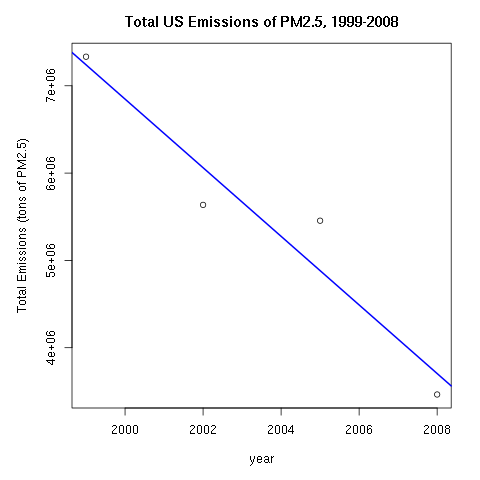 Total US Emissions of PM2.5, 1999-2008
Total Emissions (tons of PM2.5)
7e+06
6e+06
5e+06
4e+06
2000 2002 2004 2006 2008
year